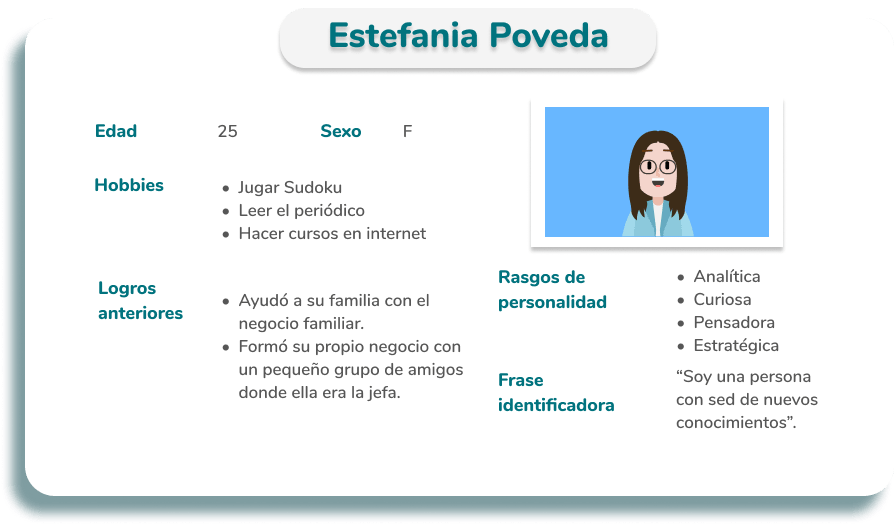 Estefania Poveda
Edad 25 Sexo F
Hobbies
• Jugar Sudoku
• Leer el periódico
• Hacer cursos en internet
Logros
anteriores
• Ayudó a su familia con el
negocio familiar.
• Formó su propio negocio con
un pequeño grupo de amigos
donde ella era la jefa.
Rasgos de
personalidad
• Analítica
• Curiosa
• Pensadora
• Estratégica
Frase
identificadora
“Soy una persona
con sed de nuevos
conocimientos”.